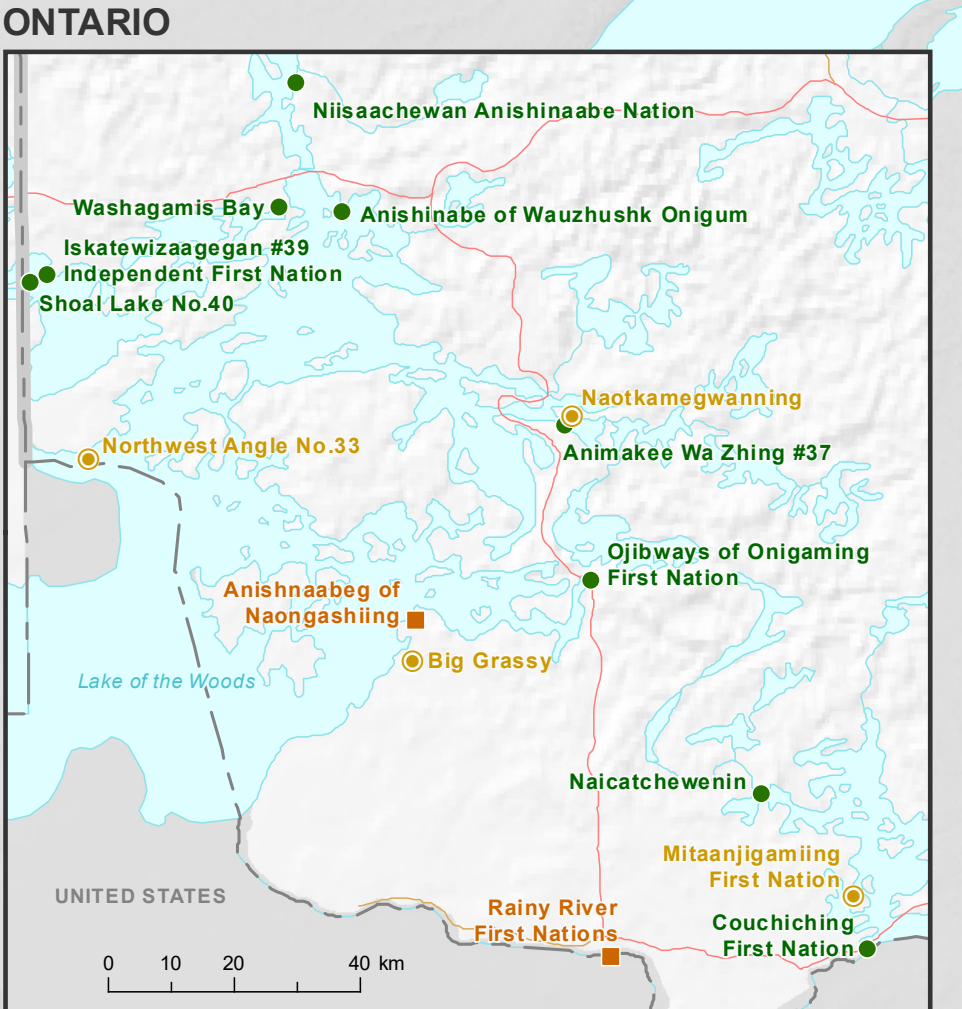 ONTARIO
Niisaachewan Anishinaabe Nation
Washagamis Bay
Anishinabe of Wauzhushk Onigum
Iskatewizaagegan #39
Independent First Nation
Shoal Lake No.40
Naotkamegwanning
Northwest Angle No.33
Animakee Wa Zhing #37
Ojibways of Onigaming
First Nation
Anishnaabeg of
Naongashiing
Big Grassy
Lake of the Woods
Naicatchewenin
Mitaanjigamiing
First Nation
UNITED STATES
Rainy River
First Nations
Couchiching
First Nation
0 10 20 40 km